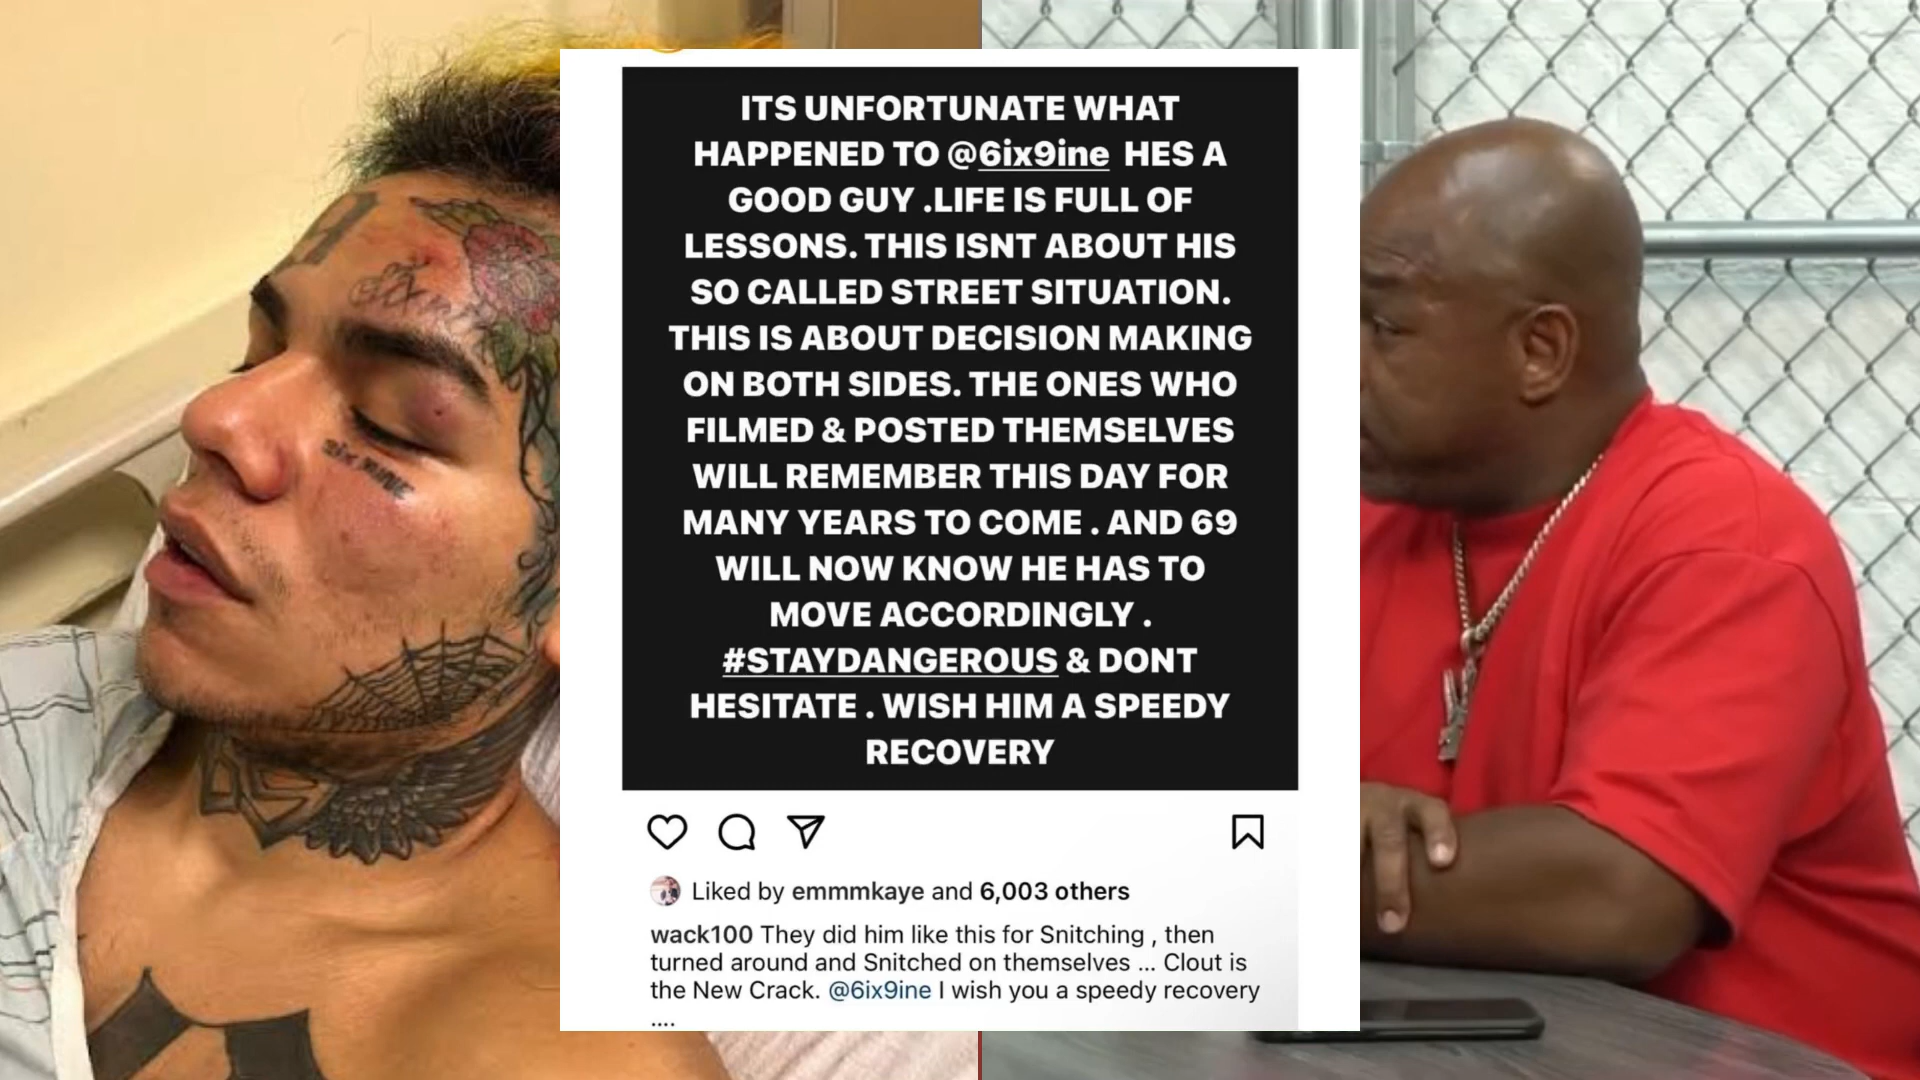 ITS UNFORTUNATE WHAT
HAPPENED TO @6ix9ine HES A
GOOD GUY .LIFE IS FULL OF
LESSONS. THIS ISNT ABOUT HIS
SO CALLED STREET SITUATION.
THIS IS ABOUT DECISION MAKING
ON BOTH SIDES. THE ONES WHO
FILMED & POSTED THEMSELVES
WILL REMEMBER THIS DAY FOR
MANY YEARS TO COME . AND 69
WILL NOW KNOW HE HAS TO
MOVE ACCORDINGLY .
#STAYDANGEROUS & DONT
HESITATE . WISH HIM A SPEEDY
RECOVERY
Liked by emmmkaye and 6,003 others
wack100 They did him like this for Snitching , then
turned around and Snitched on themselves ... Clout is
the New Crack. @6ix9ine I wish you a speedy recovery
....